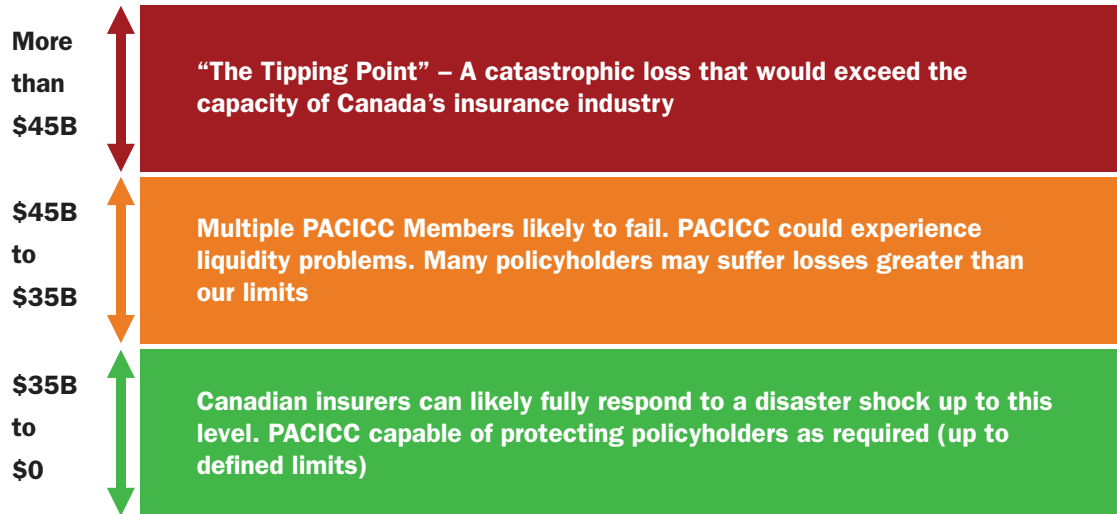 More
than
$45B
“The Tipping Point” – A catastrophic loss that would exceed the
capacity of Canada’s insurance industry
$45B
to
$35B
Multiple PACICC Members likely to fail. PACICC could experience
liquidity problems. Many policyholders may suffer losses greater than
our limits
$35B
to
$0
Canadian insurers can likely fully respond to a disaster shock up to this
level. PACICC capable of protecting policyholders as required (up to
defined limits)